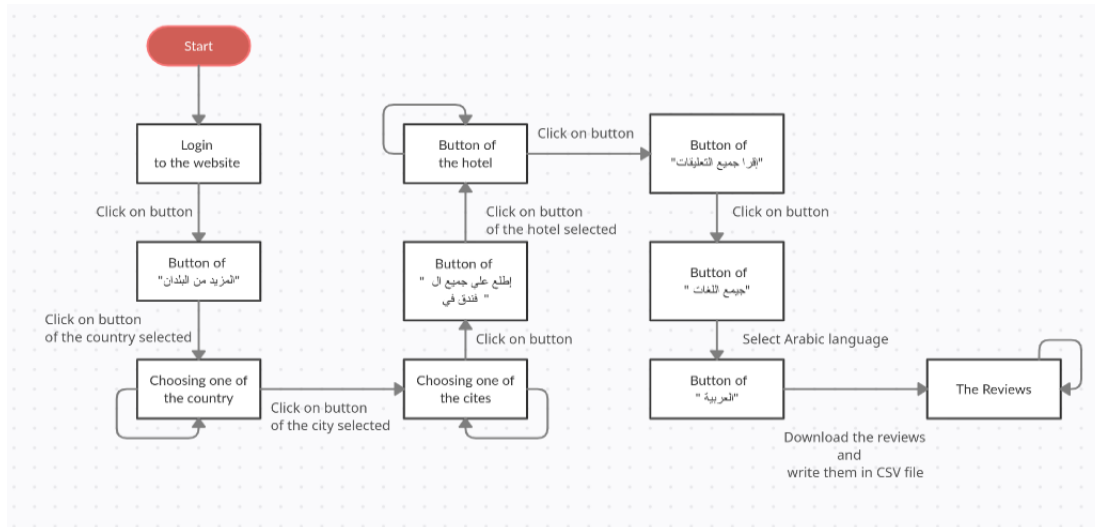 Start
Login
to the website
Click on button
Button of
"المزيد من البلدان"
Click on button
of the country selected
Choosing one of
the country
Click on button
of the city selected
Choosing one of
the cites
Click on button
Button of
" إطلع على جميع ال
" فندق في
Click on button
of the hotel selected
Button of
the hotel
Click on button
Button of
"إقرا جميع التعليقات"
Click on button
Button of
"جيمع اللغات "
Select Arabic language
Button of
"العربية "
Download the reviews
and
write them in CSV file
The Reviews